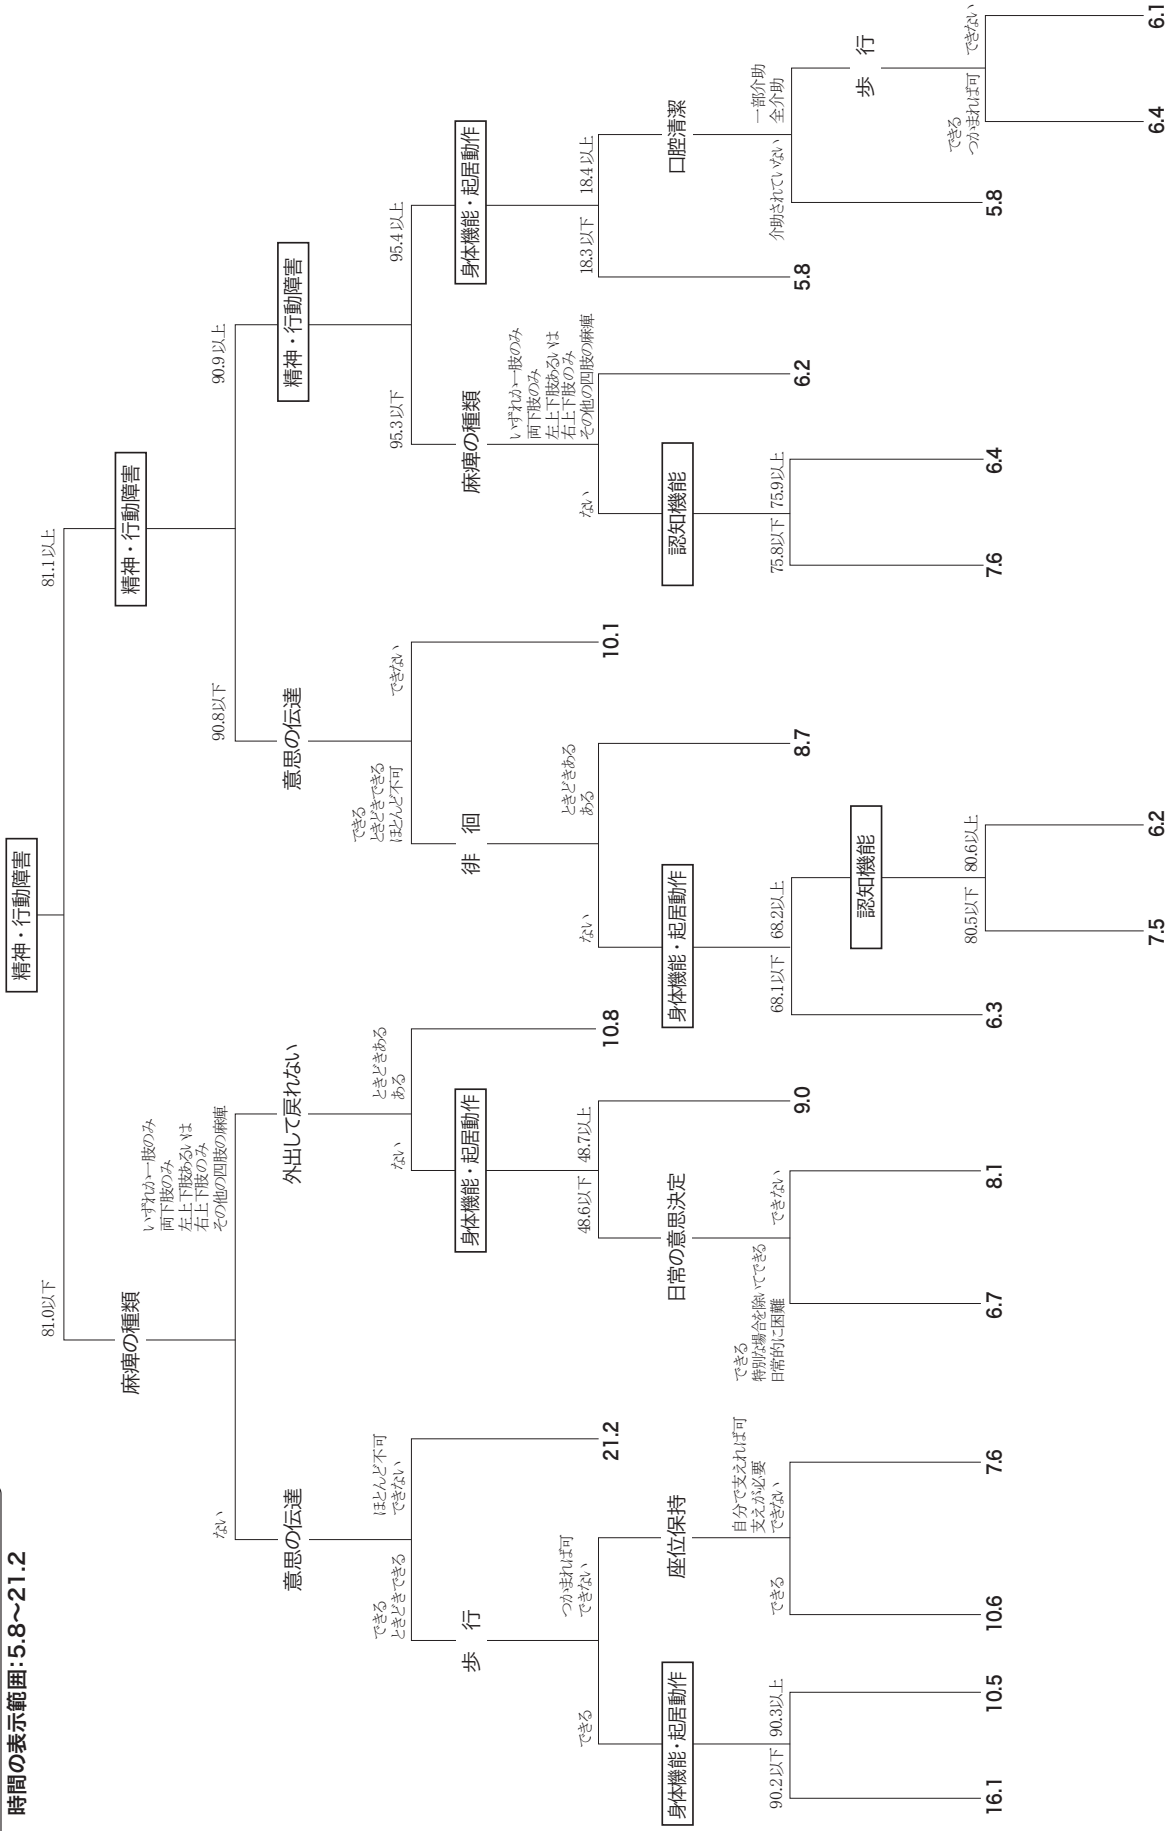 時間の表示範囲：5.8〜21.2
精神・行動障害
81.0以下
81.1以上
麻痺の種類
ない
いずれか一肢のみ
両下肢のみ
左上下肢あるいは
右上下肢のみ
その他の四肢の麻痺
意思の伝達
できる
ときどきできる
ほとんど不可
できない
21.2
歩　行
できる
つかまれば可
できない
身体機能・起居動作
90.2以下
90.3以上
16.1
10.5
座位保持
できる
自分で支えれば可
支えが必要
できない
10.6
7.6
外出して戻れない
ない
ときどきある
ある
10.8
身体機能・起居動作
48.6以下
48.7以上
9.0
日常の意思決定
できる
特別な場合を除いてできる
日常的に困難
できない
6.7
8.1
精神・行動障害
90.8以下
90.9以上
意思の伝達
できる
ときどきできる
ほとんど不可
できない
10.1
徘　徊
ない
ときどきある
ある
8.7
身体機能・起居動作
68.1以下
68.2以上
6.3
認知機能
80.5以下
80.6以上
7.5
6.2
精神・行動障害
95.3以下
95.4以上
麻痺の種類
ない
いずれか一肢のみ
両下肢のみ
左上下肢あるいは
右上下肢のみ
その他の四肢の麻痺
6.2
認知機能
75.8以下
75.9以上
7.6
6.4
身体機能・起居動作
18.3以下
18.4以上
5.8
口腔清潔
介助されていない
一部介助
全介助
5.8
歩　行
できる
つかまれば可
できない
6.4
6.1